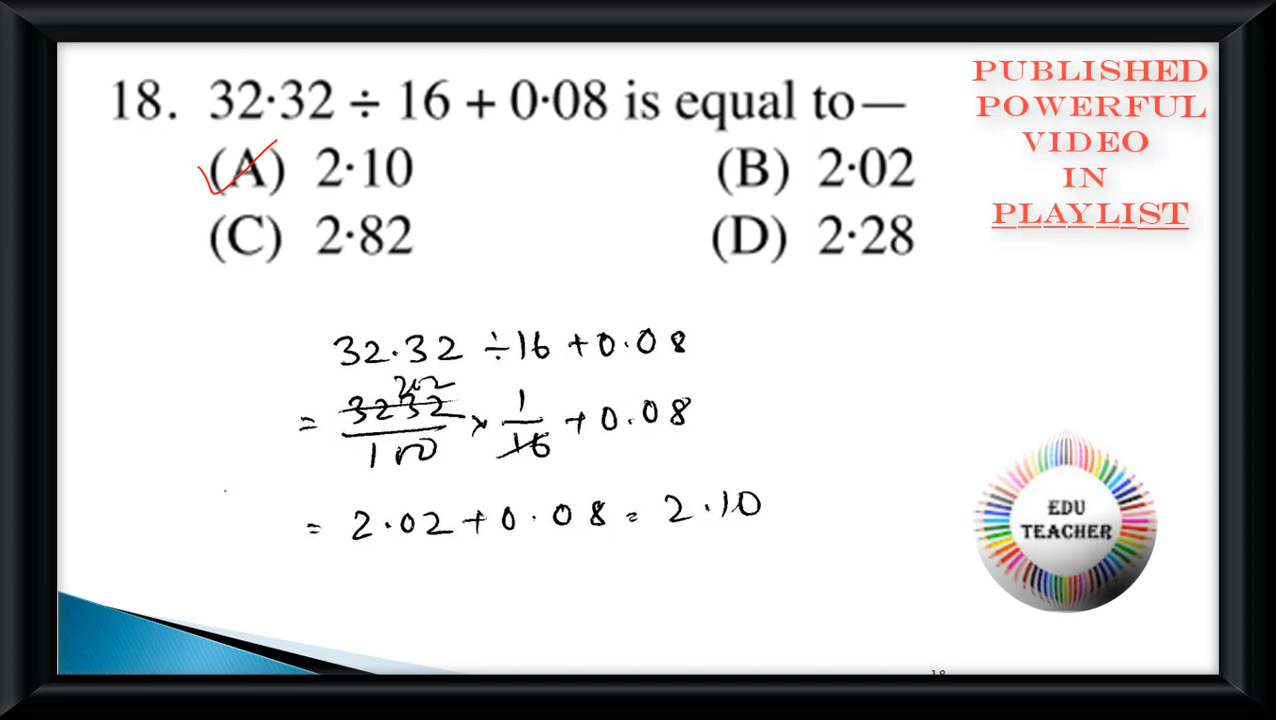 18. 32·32 ÷ 16 + 0·08 is equal to—
(A) 2·10 (B) 2·02
(C) 2·82 (D) 2·28
PUBLISHED
POWERFUL
VIDEO
IN
PLAYLIST
32.32 ÷16 +0.08
202
= 3232/100 × 1/16 + 0.08
= 2.02+0.08 = 2.10
EDU
TEACHER
18